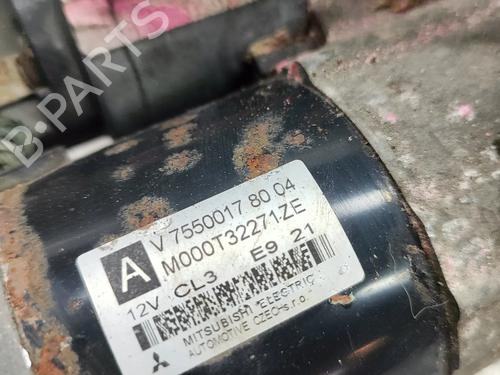 B-PARTS
A
V 7550017 80 04
M000T32271ZE
12V CL3 E9 21
MITSUBISHI ELECTRIC
AUTOMOTIVE CZECH s.r.o.